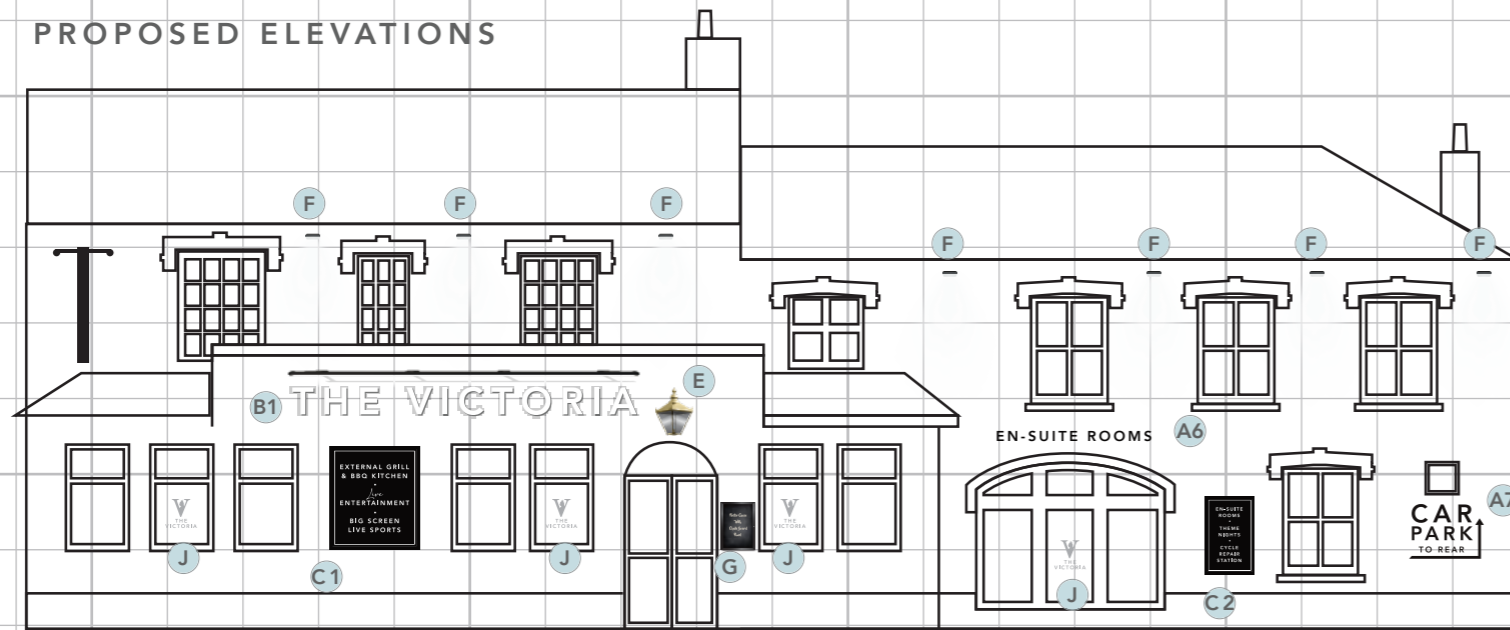 PROPOSED ELEVATIONS
F
F
F
F
F
F
F
E
B1
THE VICTORIA
EN-SUITE ROOMS
A6
EXTERNAL GRILL
& BBQ KITCHEN
Live
ENTERTAINMENT
BIG SCREEN
LIVE SPORTS
V
THE
VICTORIA
V
THE
VICTORIA
V
THE
VICTORIA
V
THE
VICTORIA
EN-SUITE
ROOMS
THEME
NIGHTS
CYCLE
REPAIR
STATION
CAR
PARK
TO REAR
A7
J
J
J
J
G
C1
C2